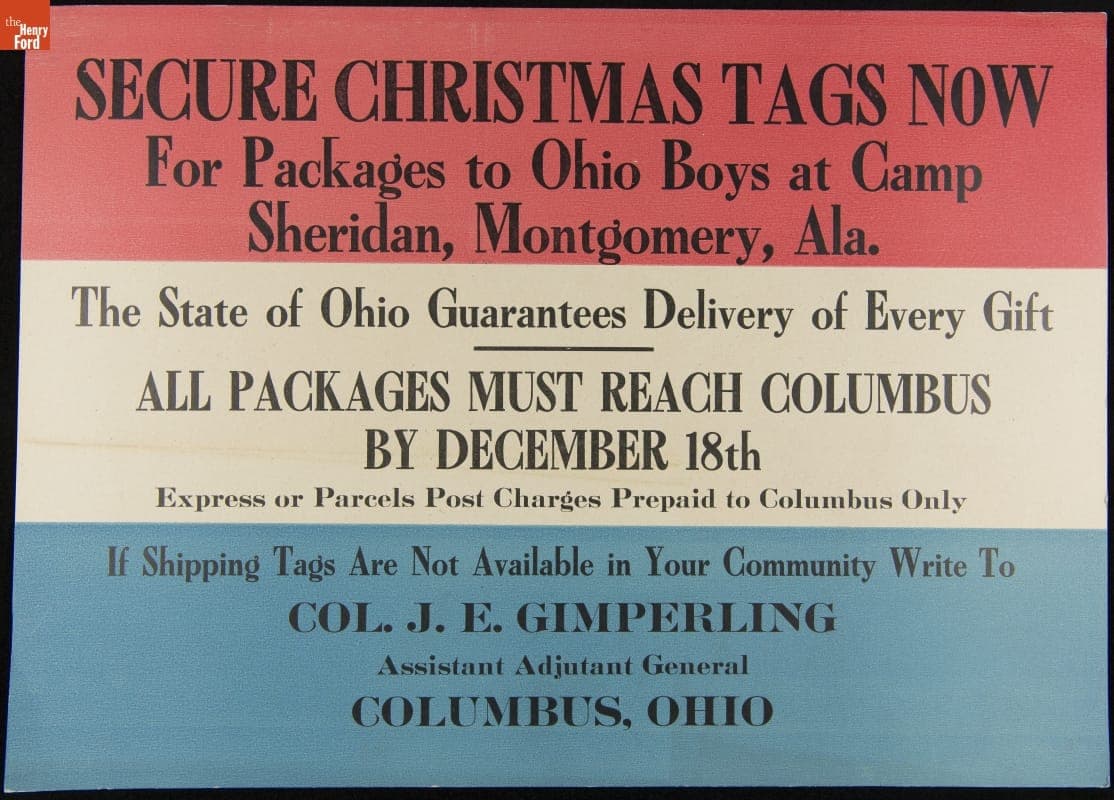 the
Henry
Ford
SECURE CHRISTMAS TAGS NOW
For Packages to Ohio Boys at Camp
Sheridan, Montgomery, Ala.
The State of Ohio Guarantees Delivery of Every Gift
ALL PACKAGES MUST REACH COLUMBUS
BY DECEMBER 18th
Express or Parcels Post Charges Prepaid to Columbus Only
If Shipping Tags Are Not Available in Your Community Write To
COL. J. E. GIMPERLING
Assistant Adjutant General
COLUMBUS, OHIO